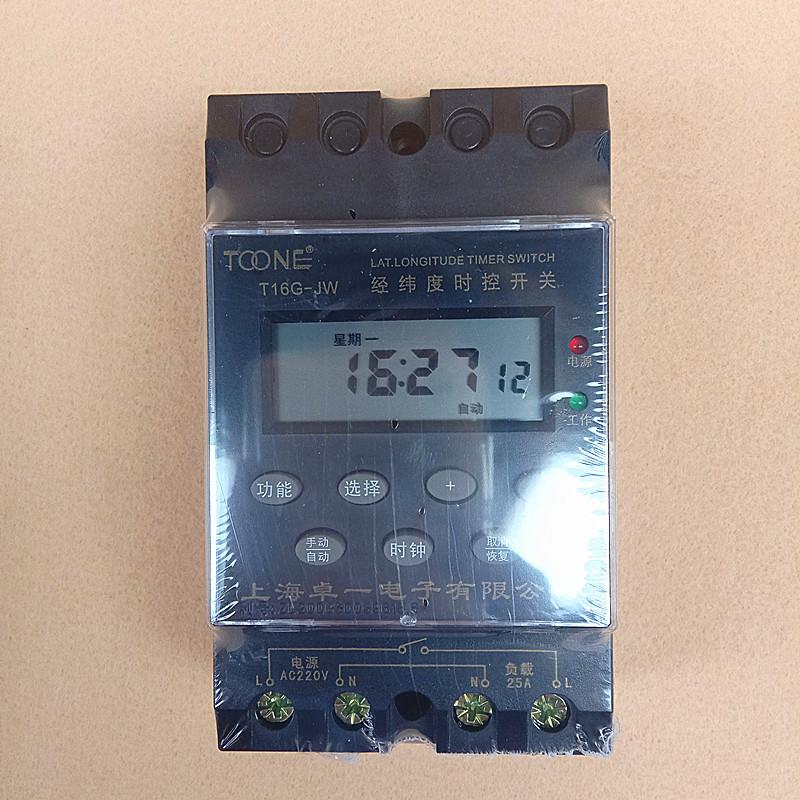 TOONE®
LAT.LONGITUDE TIMER SWITCH
T16G-JW 经纬度时控开关
星期一
16:27 12
自动
电源
工作
功能 选择 +
手动
自动
时钟
取消
恢复
上海卓一电子有限公
电源
AC220V
负载
25A
L N N L